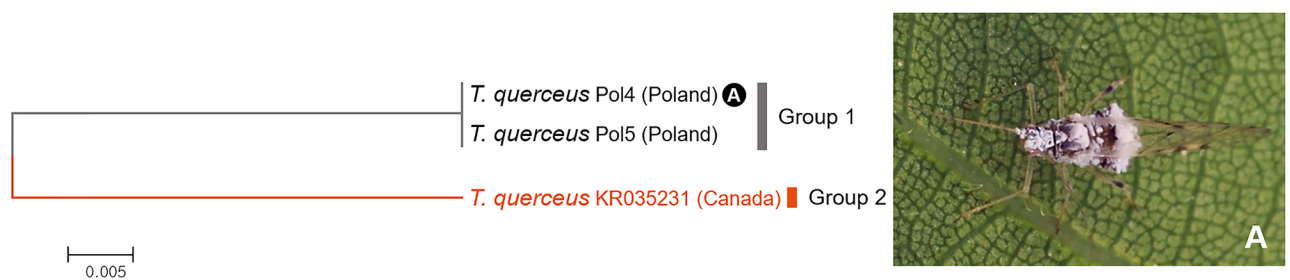 T. querceus Pol4 (Poland) A
Group 1
T. querceus Pol5 (Poland)
T. querceus KR035231 (Canada)
Group 2
0.005
A